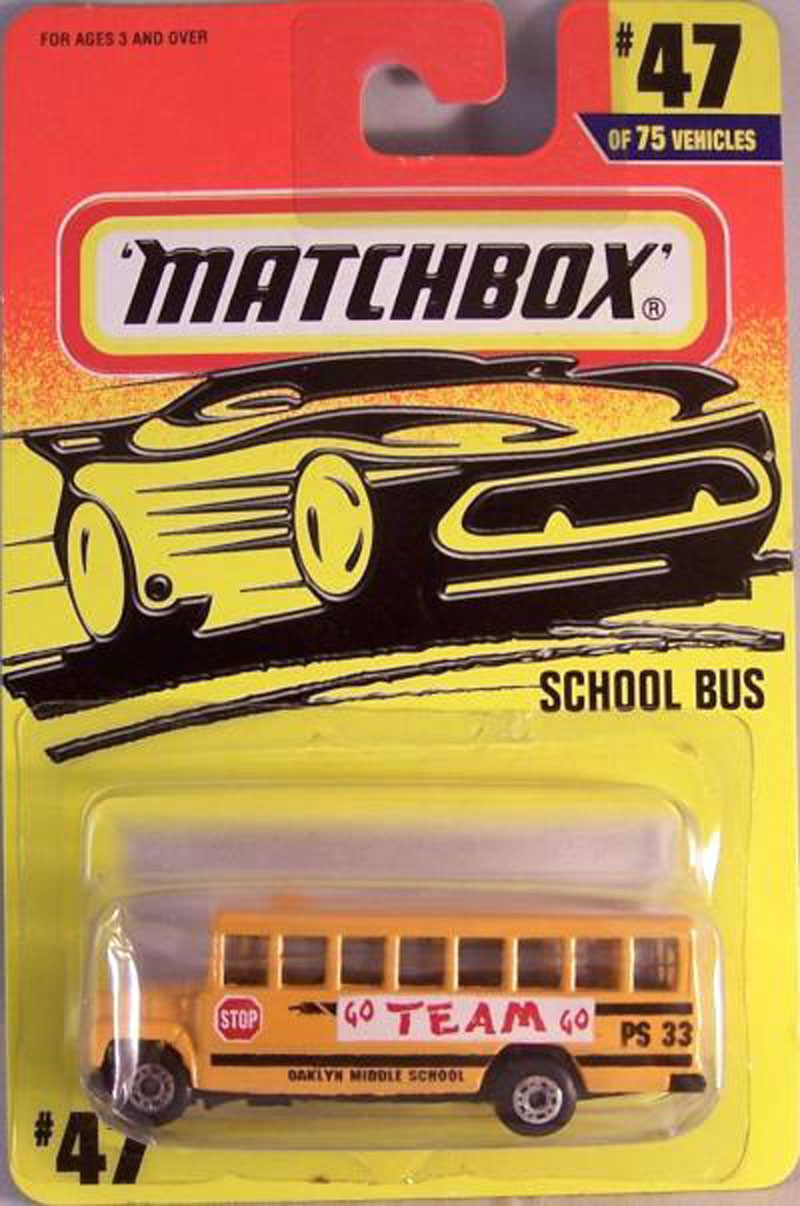 FOR AGES 3 AND OVER
#47
OF 75 VEHICLES
'MATCHBOX'®
SCHOOL BUS
STOP
GO TEAM GO
PS 33
OAKLYN MIDDLE SCHOOL
#47